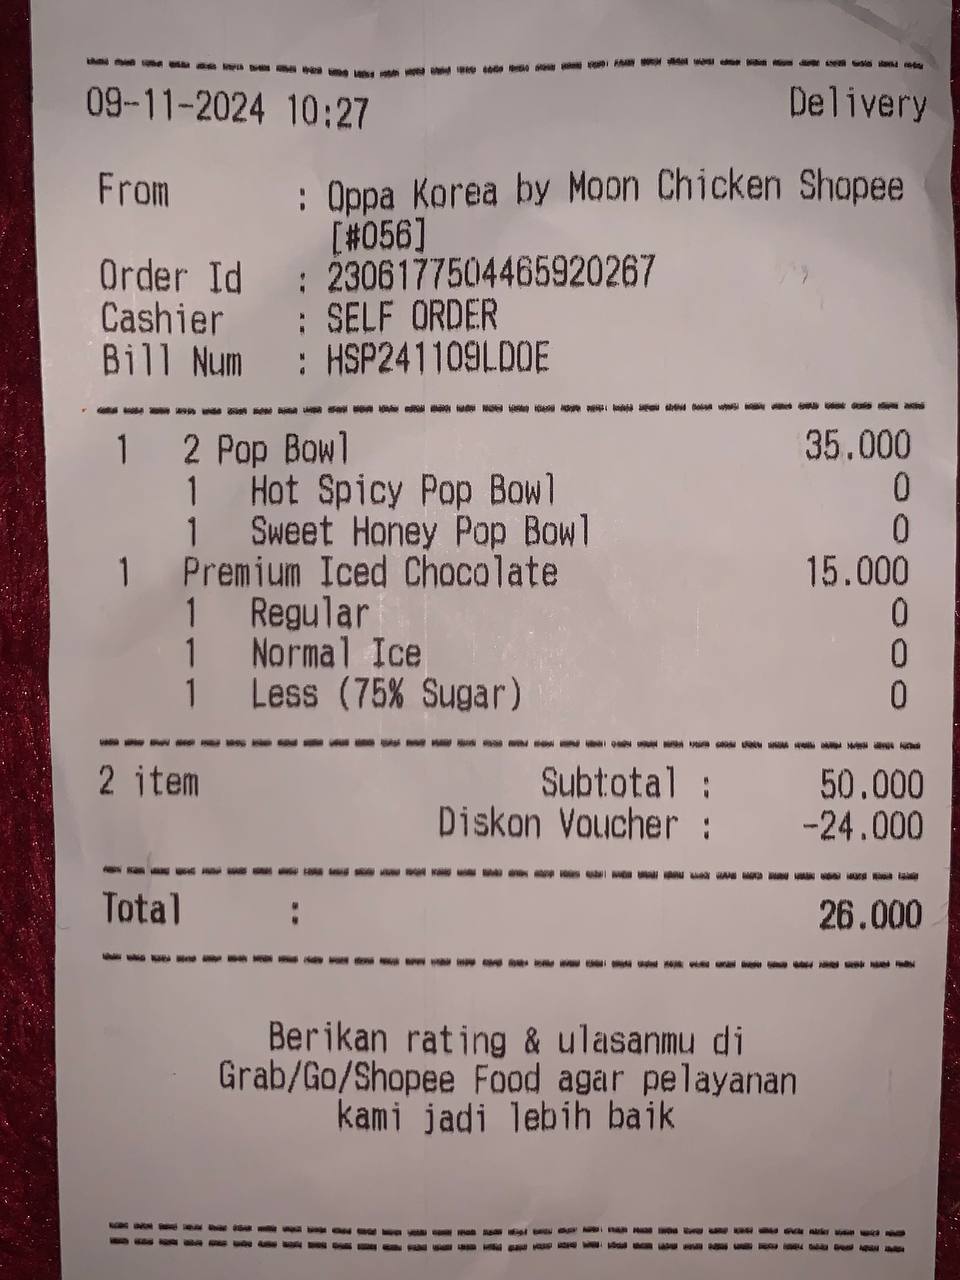 09-11-2024 10:27 Delivery
From : Oppa Korea by Moon Chicken Shopee
[#056]
Order Id : 2306177504465920267
Cashier : SELF ORDER
Bill Num : HSP241109LDOE
1 2 Pop Bowl 35.000
1 Hot Spicy Pop Bowl 0
1 Sweet Honey Pop Bowl 0
1 Premium Iced Chocolate 15.000
1 Regular 0
1 Normal Ice 0
1 Less (75% Sugar) 0
2 item Subtotal : 50.000
Diskon Voucher : -24.000
Total : 26.000
Berikan rating & ulasanmu di
Grab/Go/Shopee Food agar pelayanan
kami jadi lebih baik